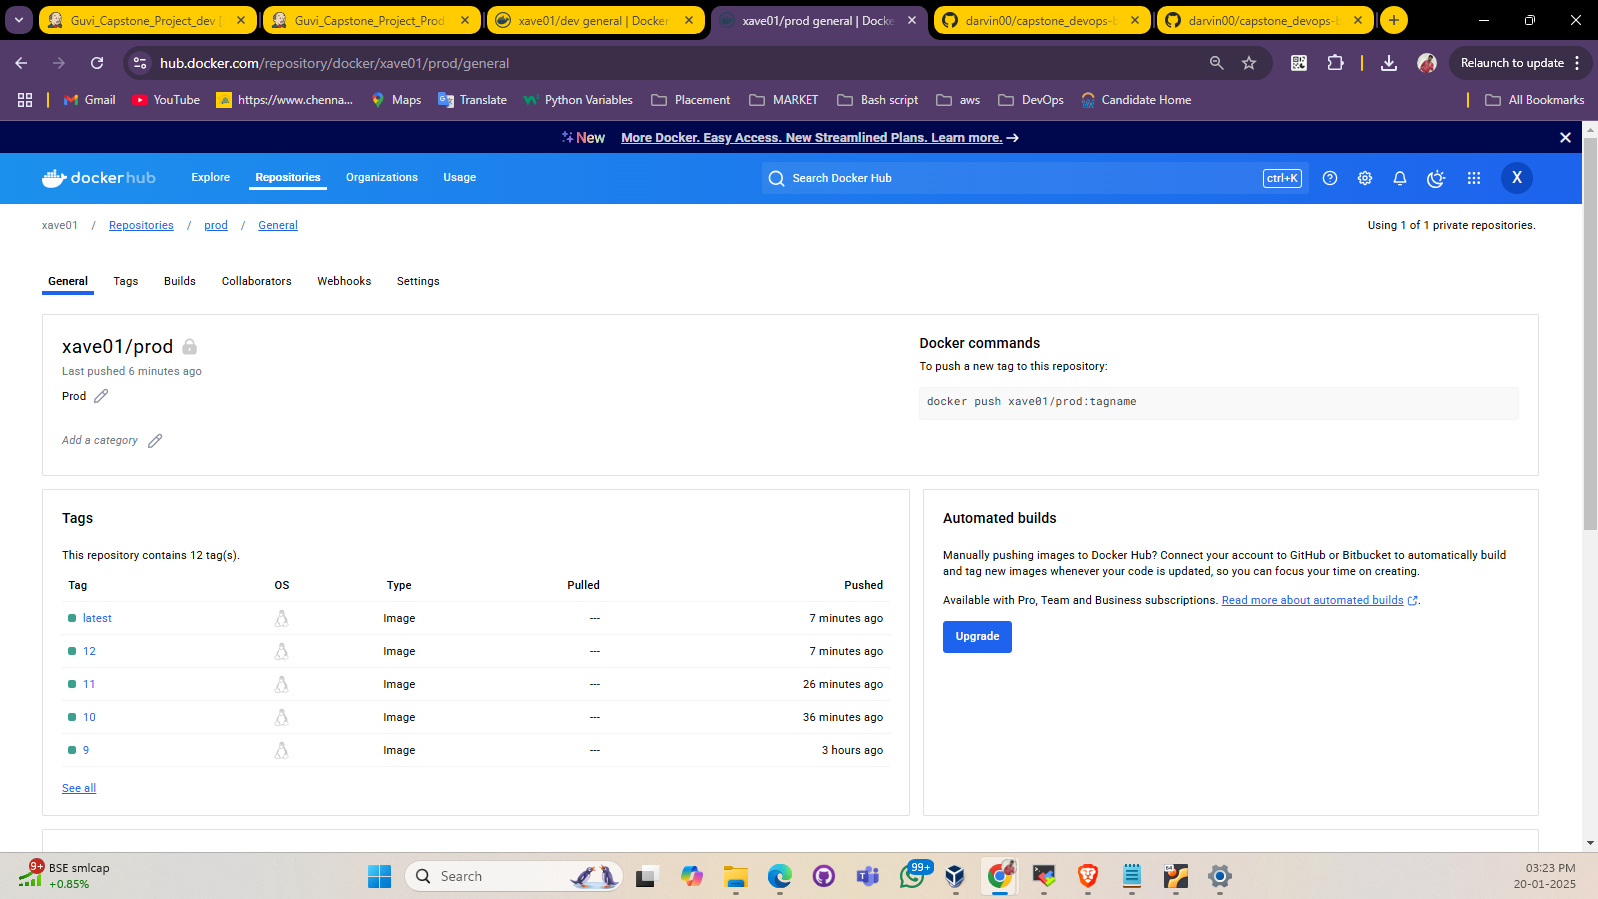 Guvi_Capstone_Project_dev
Guvi_Capstone_Project_Prod
xave01/dev general | Docker
xave01/prod general | Docke
darvin00/capstone_devops-b
darvin00/capstone_devops-b
hub.docker.com/repository/docker/xave01/prod/general
Relaunch to update
Gmail
YouTube
https://www.chenna...
Maps
Translate
Python Variables
Placement
MARKET
Bash script
aws
DevOps
Candidate Home
All Bookmarks
New More Docker. Easy Access. New Streamlined Plans. Learn more. →
docker hub
Explore
Repositories
Organizations
Usage
Search Docker Hub
ctrl+K
X
xave01 / Repositories / prod / General
Using 1 of 1 private repositories.
General
Tags
Builds
Collaborators
Webhooks
Settings
xave01/prod
Last pushed 6 minutes ago
Prod
Add a category
Docker commands
To push a new tag to this repository:
docker push xave01/prod:tagname
Tags
This repository contains 12 tag(s).
Tag OS Type Pulled Pushed
latest Image --- 7 minutes ago
12 Image --- 7 minutes ago
11 Image --- 26 minutes ago
10 Image --- 36 minutes ago
9 Image --- 3 hours ago
See all
Automated builds
Manually pushing images to Docker Hub? Connect your account to GitHub or Bitbucket to automatically build
and tag new images whenever your code is updated, so you can focus your time on creating.
Available with Pro, Team and Business subscriptions. Read more about automated builds.
Upgrade
9+
BSE smlcap
+0.85%
Search
99+
03:23 PM
20-01-2025